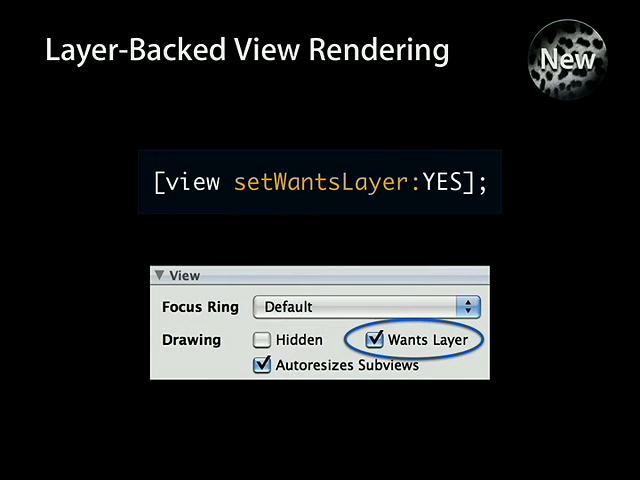 Layer-Backed View Rendering
New
[view setWantsLayer:YES];
View
Focus Ring Default
Drawing Hidden Wants Layer
Autoresizes Subviews